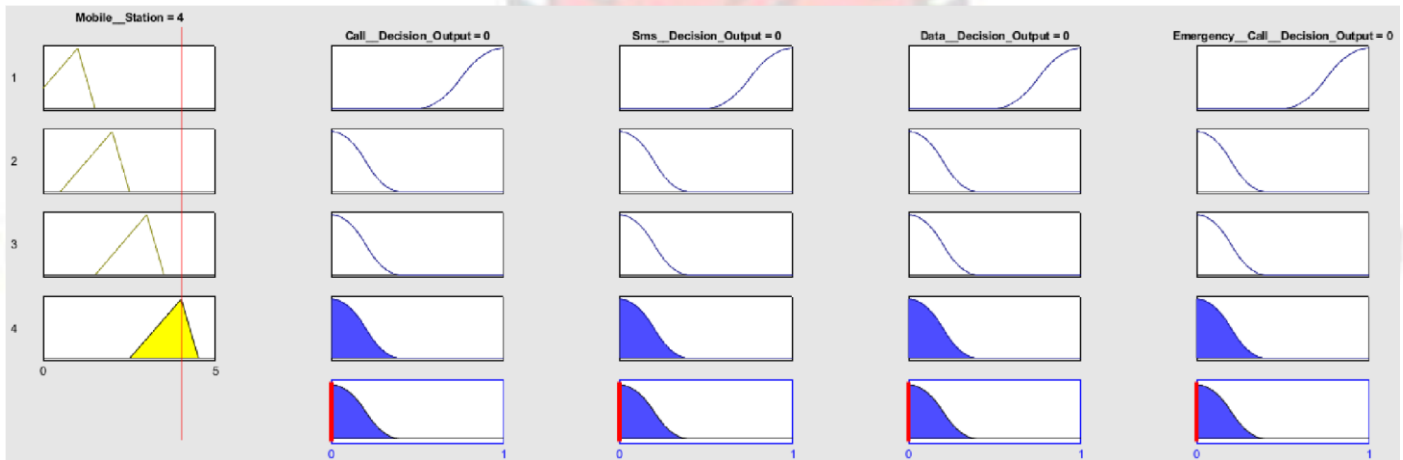 Mobile__Station = 4
Call__Decision_Output = 0
Sms__Decision_Output = 0
Data__Decision_Output = 0
Emergency__Call__Decision_Output = 0
1
2
3
4
0 5
0 1 0 1 0 1 0 1